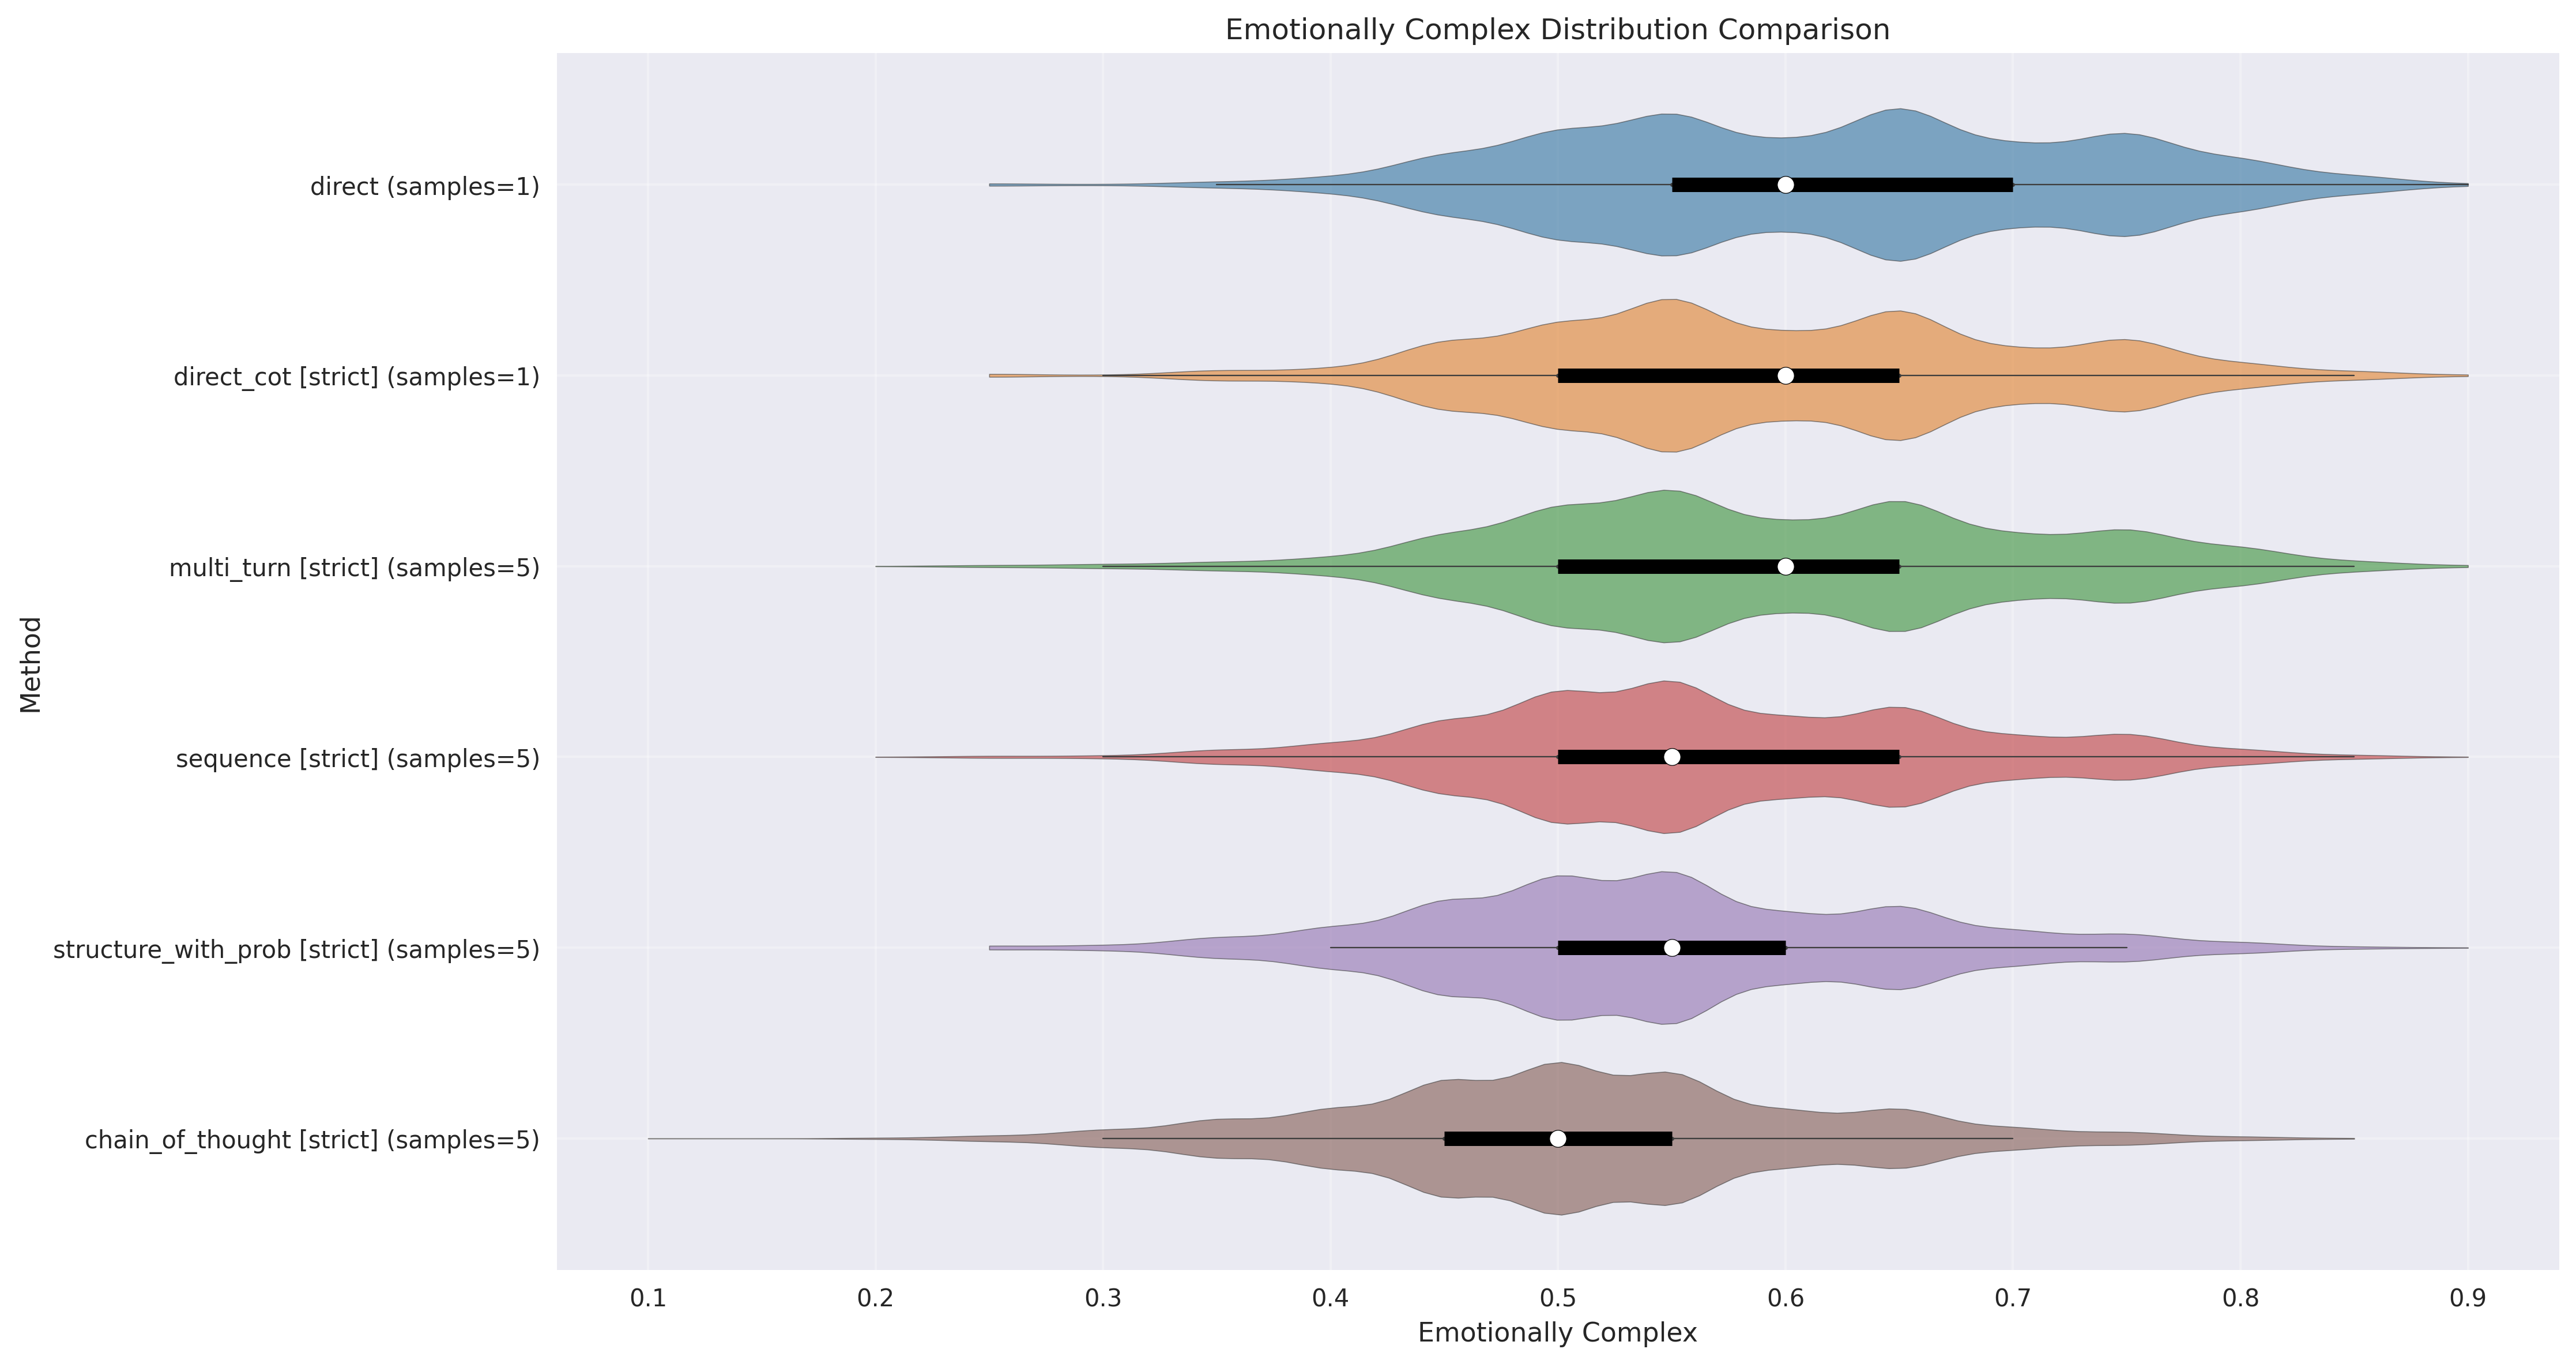 Emotionally Complex Distribution Comparison
Method
direct (samples=1)
direct_cot [strict] (samples=1)
multi_turn [strict] (samples=5)
sequence [strict] (samples=5)
structure_with_prob [strict] (samples=5)
chain_of_thought [strict] (samples=5)
0.1 0.2 0.3 0.4 0.5 0.6 0.7 0.8 0.9
Emotionally Complex